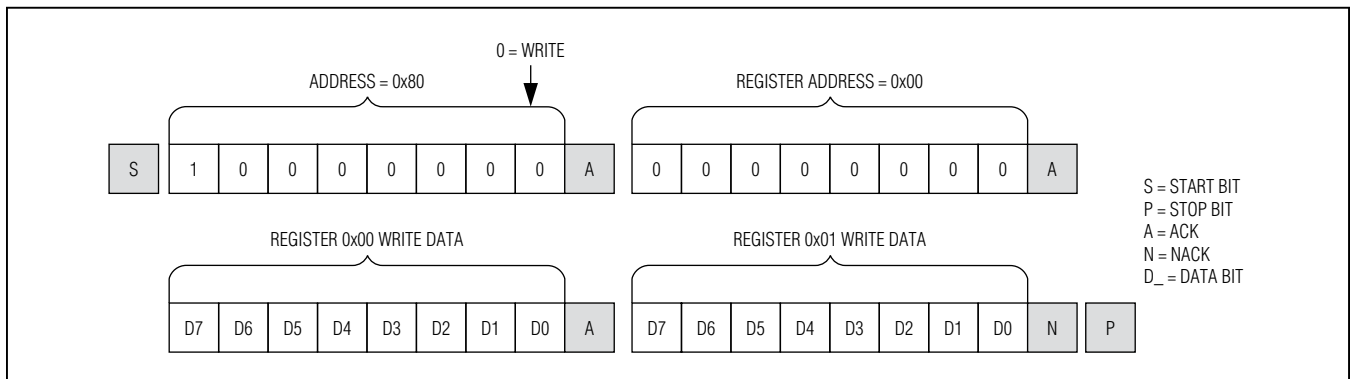 0 = WRITE
ADDRESS = 0x80
REGISTER ADDRESS = 0x00
S 1 0 0 0 0 0 0 0 A 0 0 0 0 0 0 0 0 A
REGISTER 0x00 WRITE DATA
REGISTER 0x01 WRITE DATA
D7 D6 D5 D4 D3 D2 D1 D0 A D7 D6 D5 D4 D3 D2 D1 D0 N P
S = START BIT
P = STOP BIT
A = ACK
N = NACK
D_ = DATA BIT